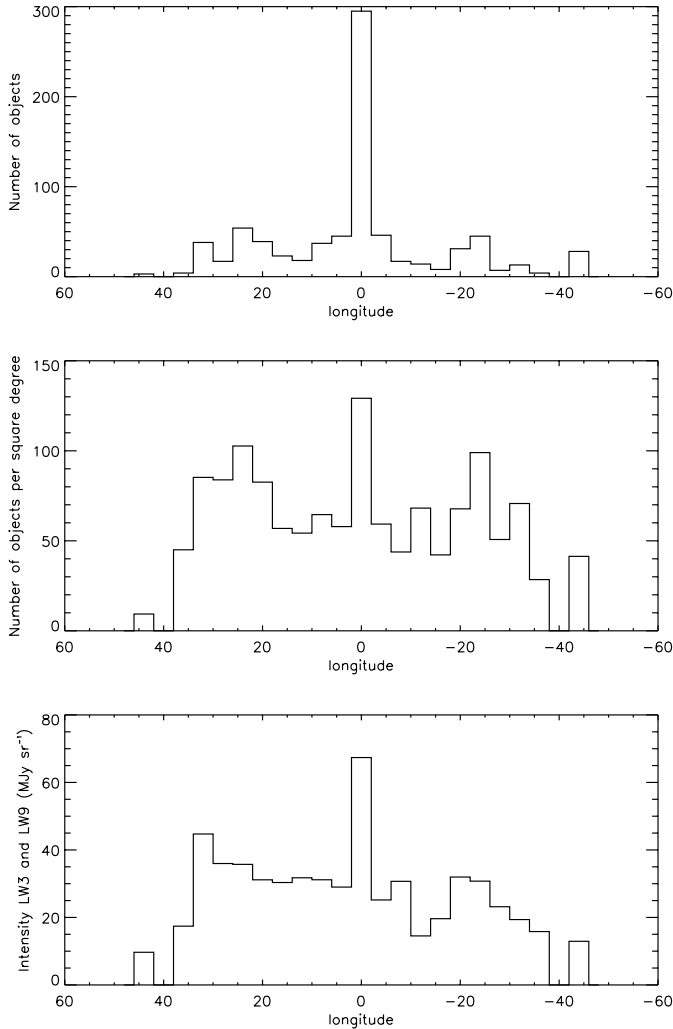 Number of objects
300
200
100
0
60 40 20 0 −20 −40 −60
longitude
Number of objects per square degree
150
100
50
0
60 40 20 0 −20 −40 −60
longitude
Intensity LW3 and LW9 (MJy sr⁻¹)
80
60
40
20
0
60 40 20 0 −20 −40 −60
longitude